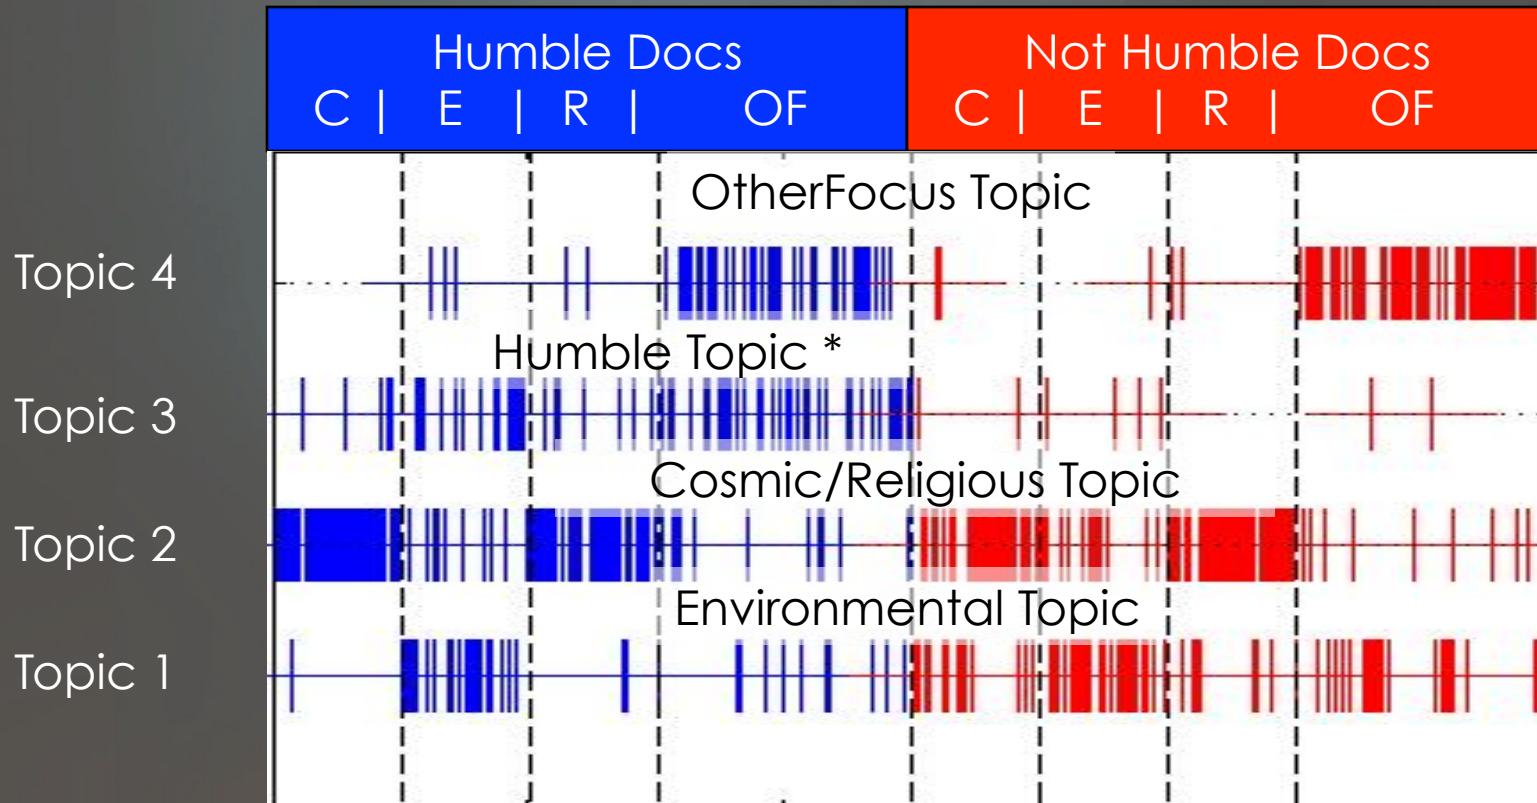 Humble Docs
C | E | R | OF
Not Humble Docs
C | E | R | OF
OtherFocus Topic
Topic 4
Humble Topic *
Topic 3
Cosmic/Religious Topic
Topic 2
Environmental Topic
Topic 1